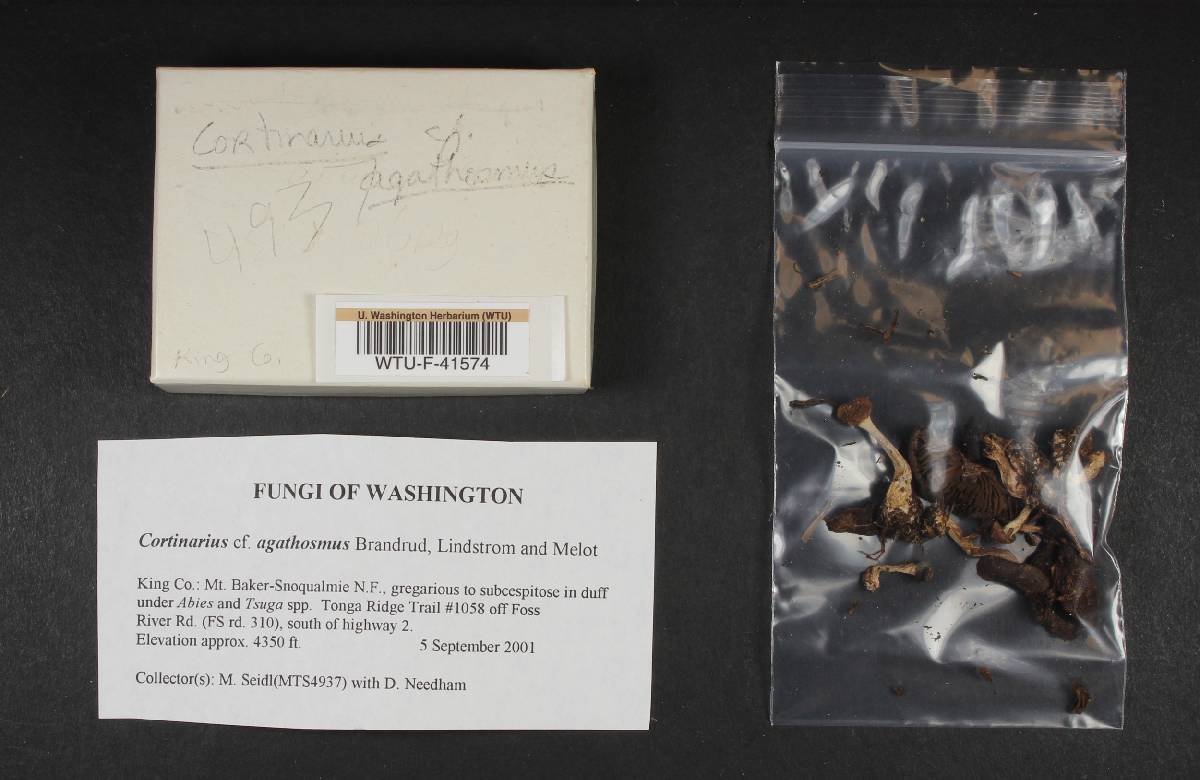 Cortinarius cf.
agathosmus
4937
King Co.
U. Washington Herbarium (WTU)
WTU-F-41574
FUNGI OF WASHINGTON
Cortinarius cf. agathosmus Brandrud, Lindstrom and Melot
King Co.: Mt. Baker-Snoqualmie N.F., gregarious to subcespitose in duff
under Abies and Tsuga spp. Tonga Ridge Trail #1058 off Foss
River Rd. (FS rd. 310), south of highway 2.
Elevation approx. 4350 ft. 5 September 2001
Collector(s): M. Seidl(MTS4937) with D. Needham